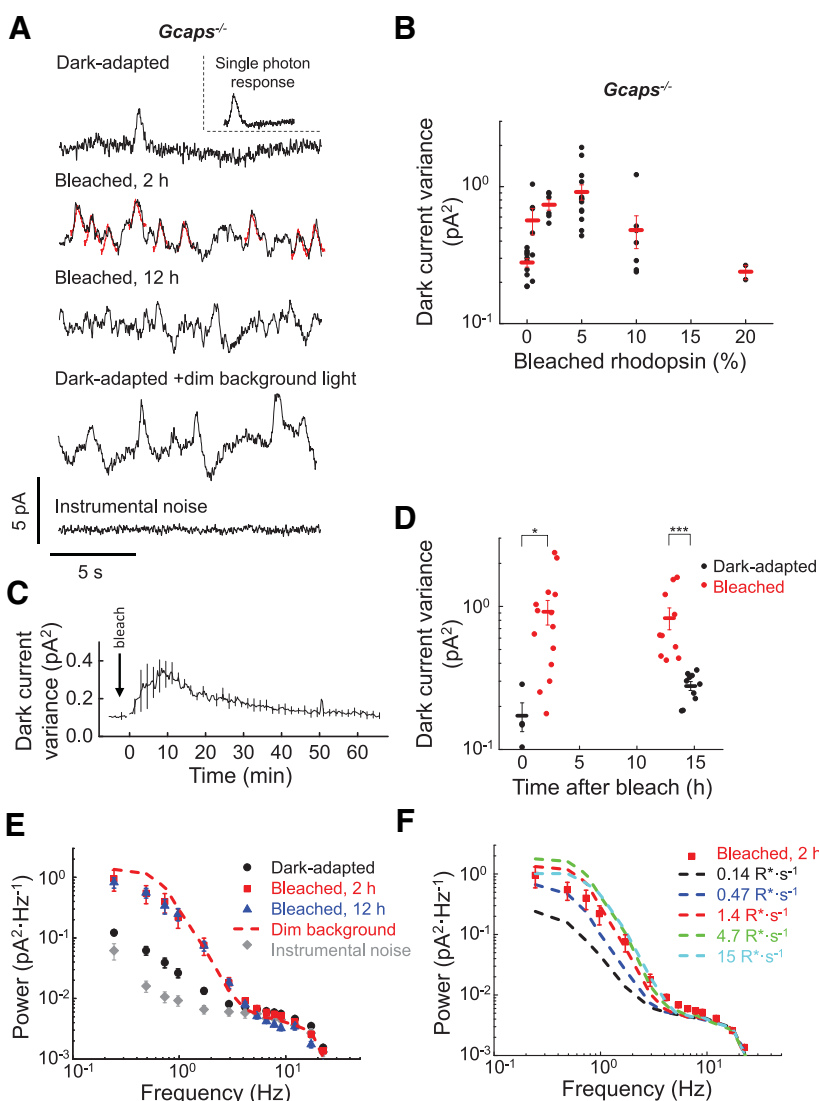 A
Gcaps-/-
Dark-adapted
Single photon
response
Bleached, 2 h
Bleached, 12 h
Dark-adapted +dim background light
Instrumental noise
5 pA
5 s
B
Gcaps-/-
Dark current variance
(pA²)
10⁰
10⁻¹
0 5 10 15 20
Bleached rhodopsin (%)
C
bleach
Dark current
variance (pA²)
0.4
0.2
0.0
0 10 20 30 40 50 60
Time (min)
D
* ***
Dark-adapted
Bleached
Dark current variance
(pA²)
10⁰
10⁻¹
0 5 10 15
Time after bleach (h)
E
Dark-adapted
Bleached, 2 h
Bleached, 12 h
Dim background
Instrumental noise
Power (pA²·Hz⁻¹)
10⁰
10⁻¹
10⁻²
10⁻³
10⁻¹ 10⁰ 10¹
Frequency (Hz)
F
Bleached, 2 h
0.14 R*·s⁻¹
0.47 R*·s⁻¹
1.4 R*·s⁻¹
4.7 R*·s⁻¹
15 R*·s⁻¹
Power (pA²·Hz⁻¹)
10⁰
10⁻¹
10⁻²
10⁻³
10⁻¹ 10⁰ 10¹
Frequency (Hz)